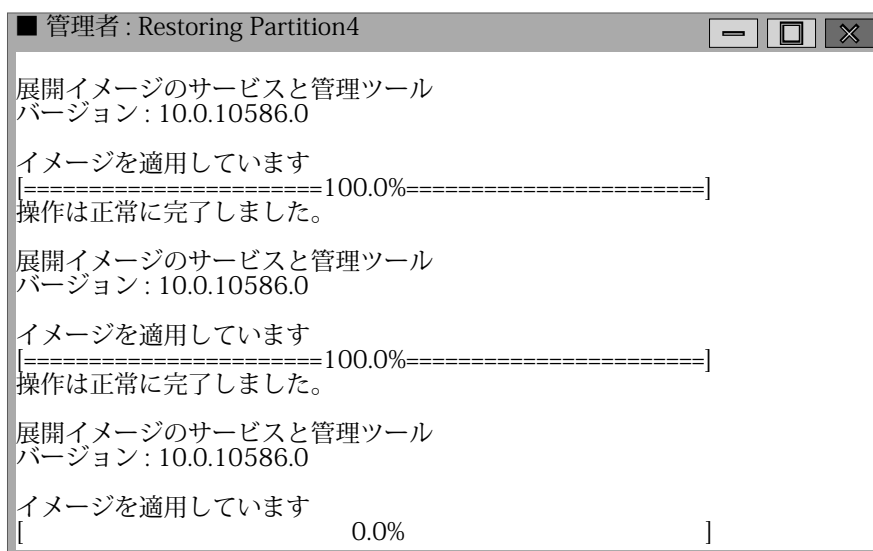 ■ 管理者 : Restoring Partition4
展開イメージのサービスと管理ツール
バージョン : 10.0.10586.0
イメージを適用しています
[=======================100.0%=======================]
操作は正常に完了しました。
展開イメージのサービスと管理ツール
バージョン : 10.0.10586.0
イメージを適用しています
[=======================100.0%=======================]
操作は正常に完了しました。
展開イメージのサービスと管理ツール
バージョン : 10.0.10586.0
イメージを適用しています
[ 0.0% ]